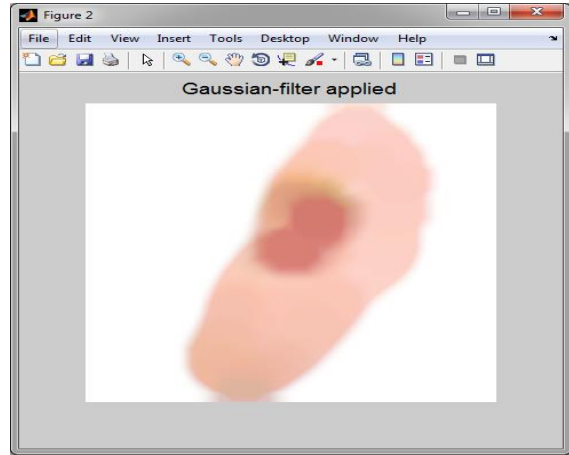 Figure 2
File Edit View Insert Tools Desktop Window Help
Gaussian-filter applied